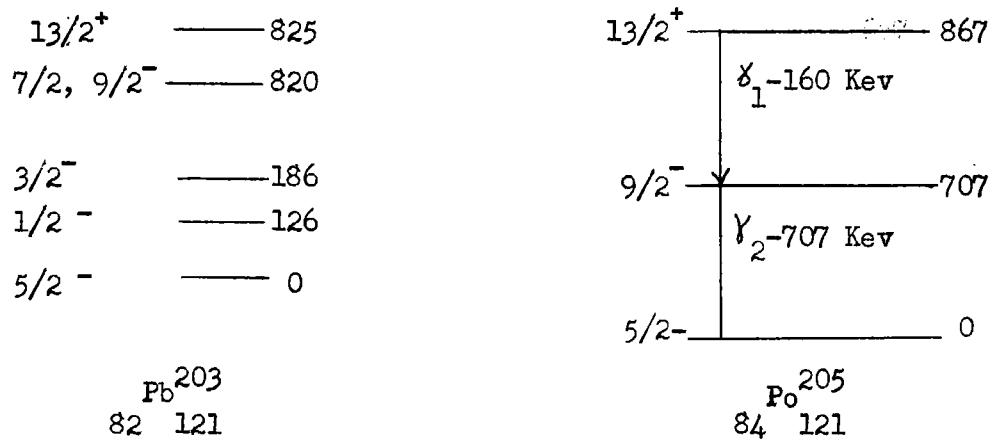 13/2⁺ 825
7/2, 9/2⁻ 820
3/2⁻ 186
1/2 ⁻ 126
5/2 ⁻ 0
Pb²⁰³
82 121
13/2⁺ 867
γ₁-160 Kev
9/2⁻ 707
γ₂-707 Kev
5/2- 0
Po²⁰⁵
84 121